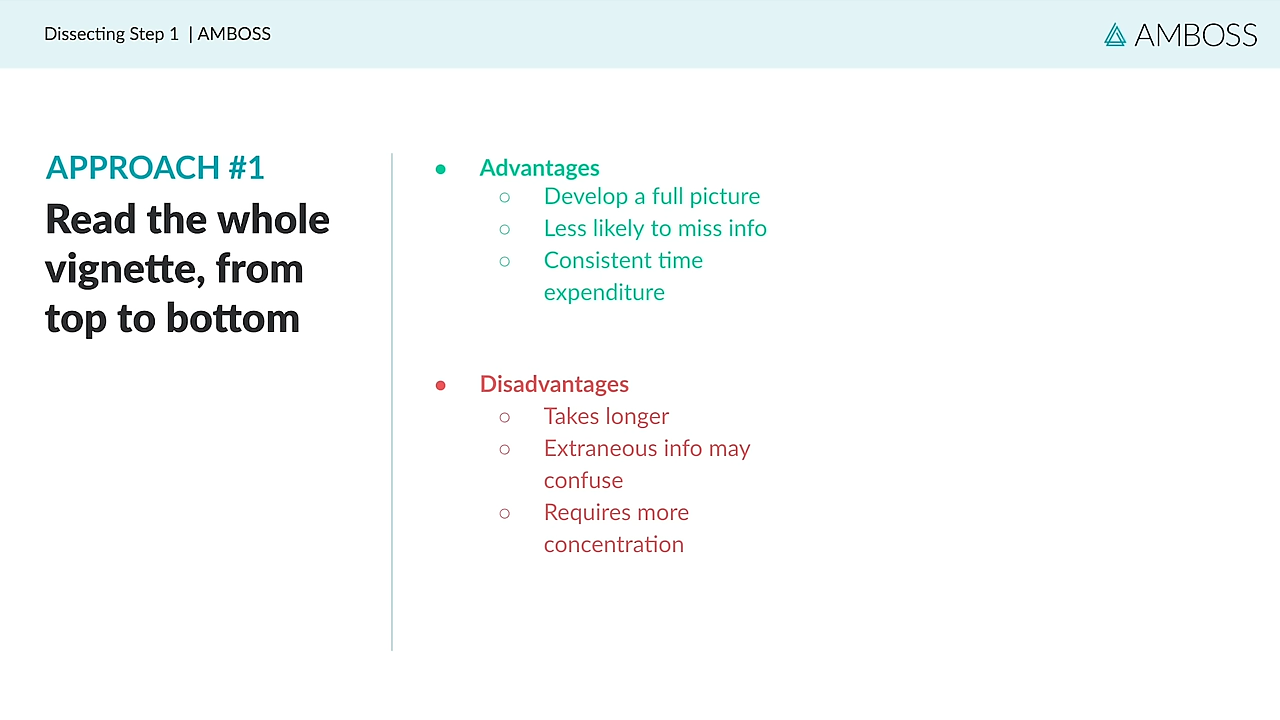 Dissecting Step 1 | AMBOSS
AMBOSS
APPROACH #1
Read the whole
vignette, from
top to bottom
● Advantages
○ Develop a full picture
○ Less likely to miss info
○ Consistent time
expenditure
● Disadvantages
○ Takes longer
○ Extraneous info may
confuse
○ Requires more
concentration